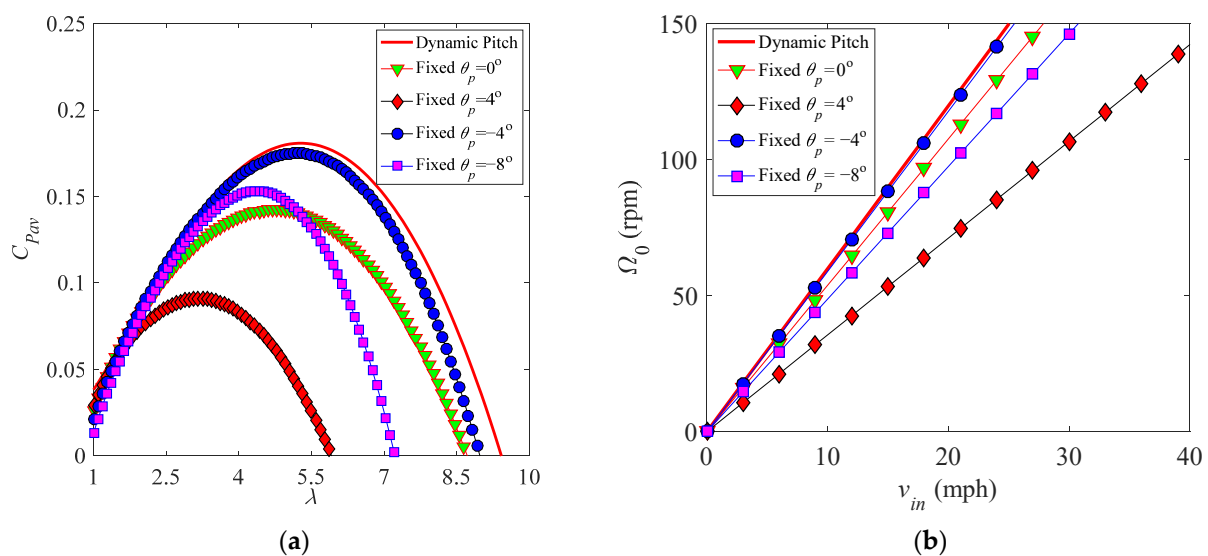 0.25
0.2
0.15
0.1
0.05
0
C_Pav
1
2.5
4
5.5
7
8.5
10
λ
Dynamic Pitch
Fixed θ_p=0°
Fixed θ_p=4°
Fixed θ_p=−4°
Fixed θ_p=−8°
(a)
150
100
50
0
Ω_0 (rpm)
0
10
20
30
40
v_in (mph)
Dynamic Pitch
Fixed θ_p=0°
Fixed θ_p=4°
Fixed θ_p= −4°
Fixed θ_p= −8°
(b)